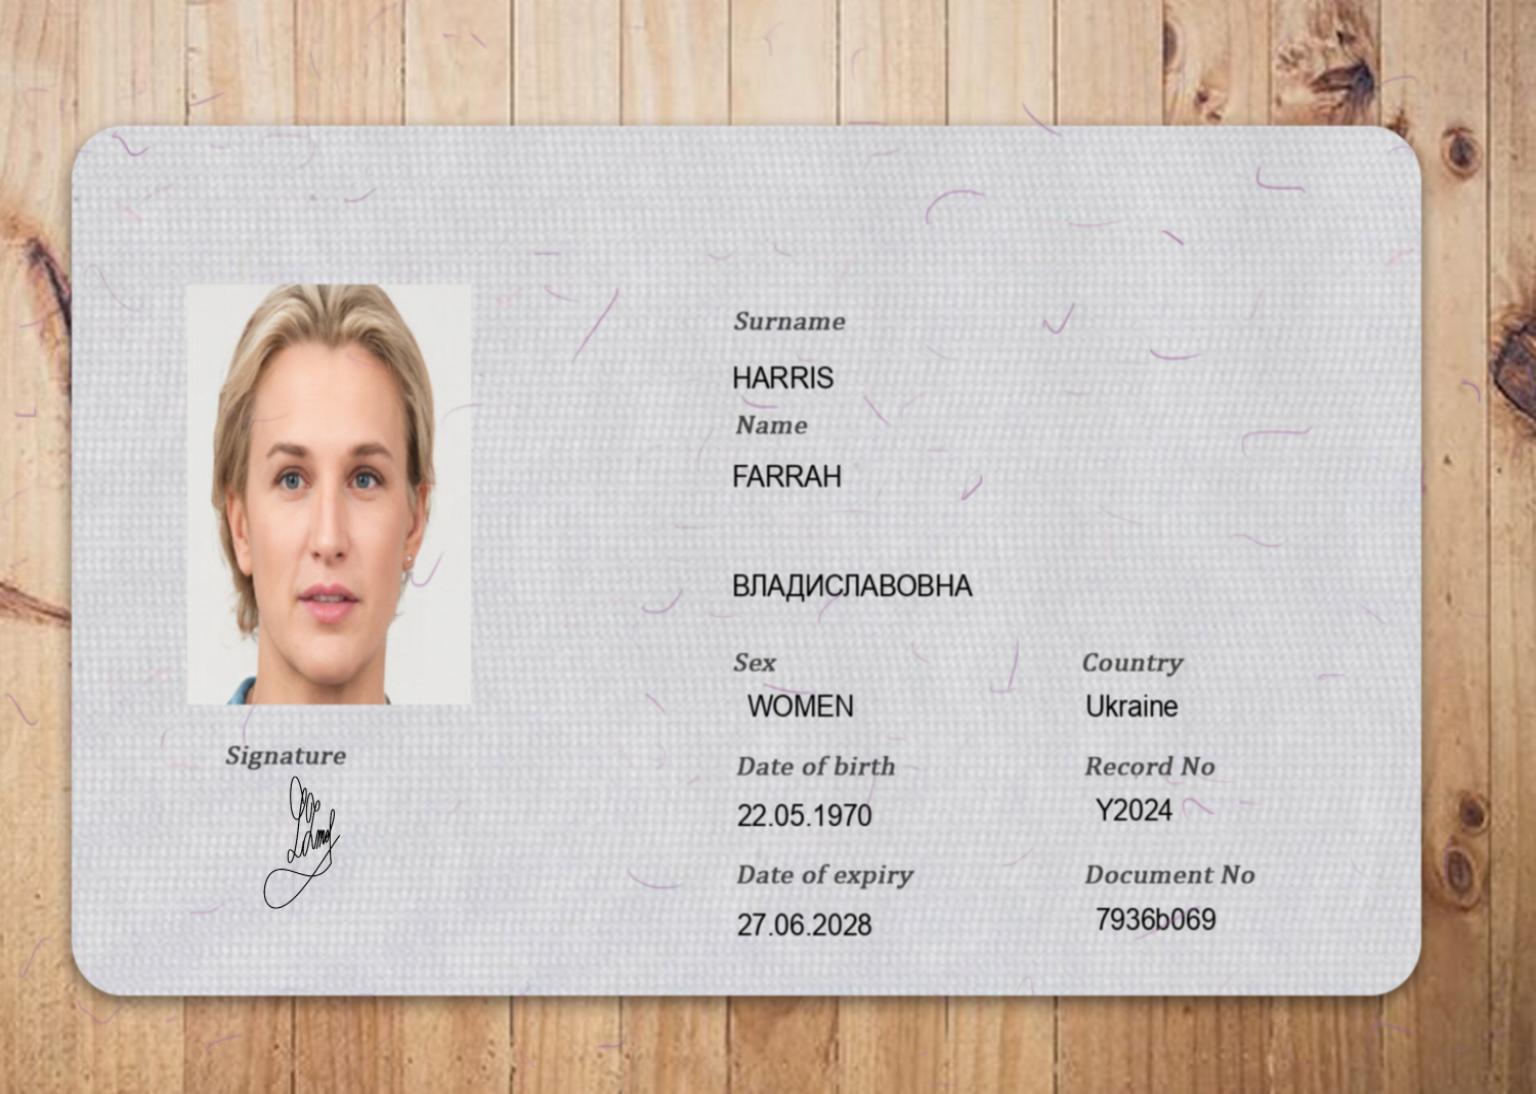 Surname
HARRIS
Name
FARRAH
ВЛАДИСЛАВОВНА
Sex
Country
WOMEN
Ukraine
Date of birth
Record No
22.05.1970
Y2024
Date of expiry
Document No
27.06.2028
7936b069
Signature